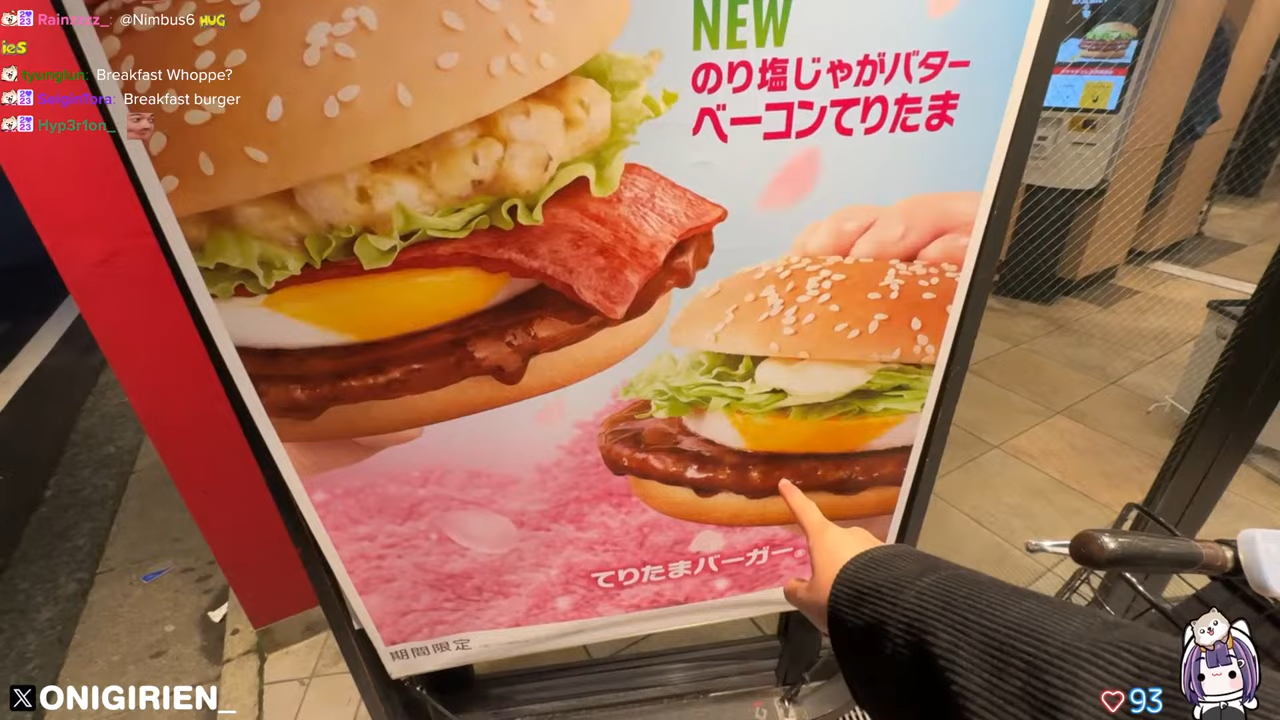 Rainzzzz_: @Nimbus6 HUG
ies
tyunglun: Breakfast Whoppe?
SaiginTora: Breakfast burger
Hyp3r1on_
NEW
のり塩じゃがバター
ベーコンてりたま
てりたまバーガー®
期間限定
X ONIGIRIEN_
93